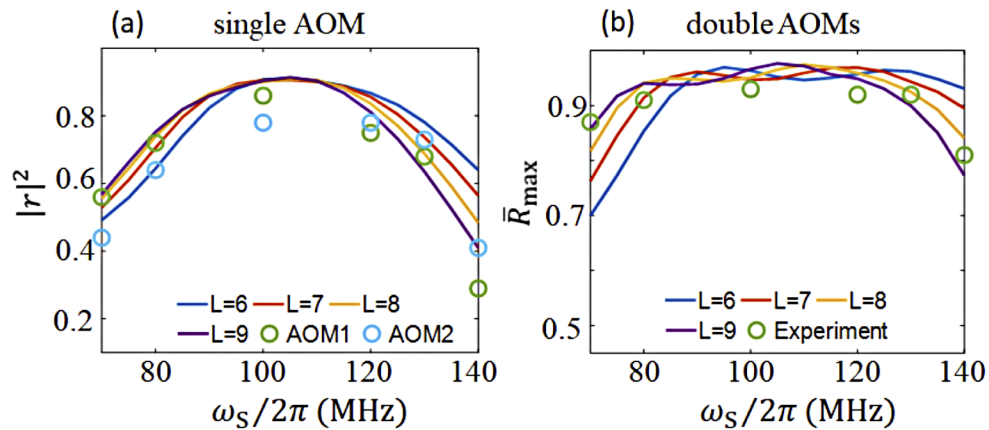 (a) single AOM
|r|²
0.8
0.6
0.4
0.2
L=6 L=7 L=8
L=9 AOM1 AOM2
80 100 120 140
ω_S/2π (MHz)
(b) double AOMs
R̄_max
0.9
0.7
0.5
L=6 L=7 L=8
L=9 Experiment
80 100 120 140
ω_S/2π (MHz)